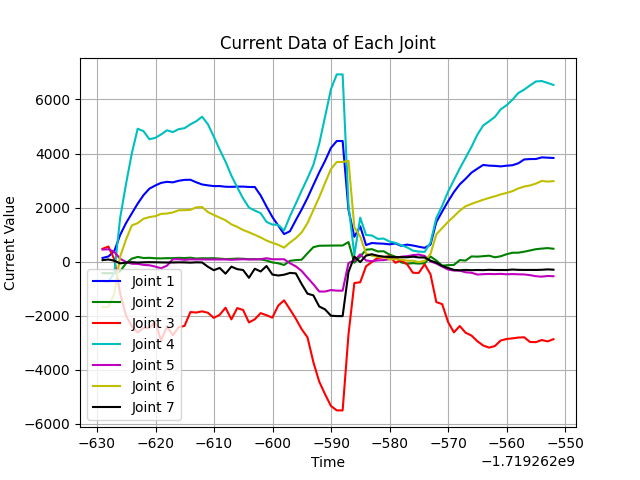 Current Data of Each Joint
Current Value
6000
4000
2000
0
−2000
−4000
−6000
Joint 1
Joint 2
Joint 3
Joint 4
Joint 5
Joint 6
Joint 7
−630 −620 −610 −600 −590 −580 −570 −560 −550
Time
−1.719262e9